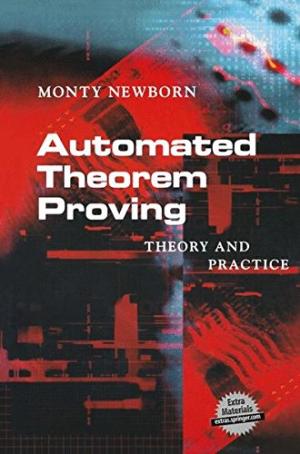 MONTY NEWBORN
Automated
Theorem
Proving
THEORY AND
PRACTICE
Extra
Materials
extras.springer.com